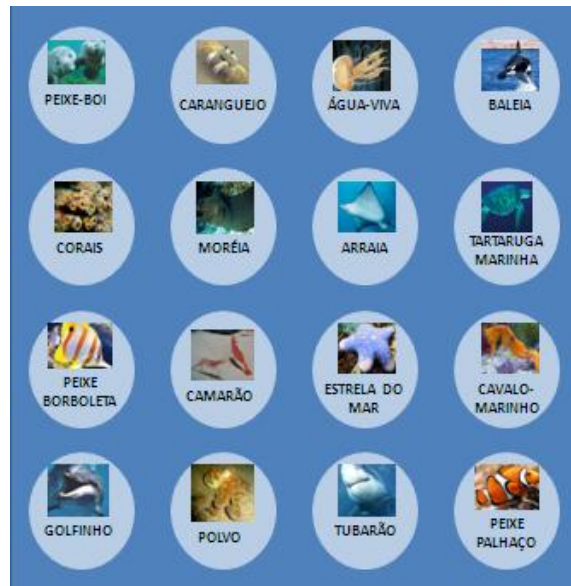 PEIXE-BOI
CARANGUEJO
ÁGUA-VIVA
BALEIA
CORAIS
MORÉIA
ARRAIA
TARTARUGA
MARINHA
PEIXE
BORBOLETA
CAMARÃO
ESTRELA DO
MAR
CAVALO-
MARINHO
GOLFINHO
POLVO
TUBARÃO
PEIXE
PALHAÇO